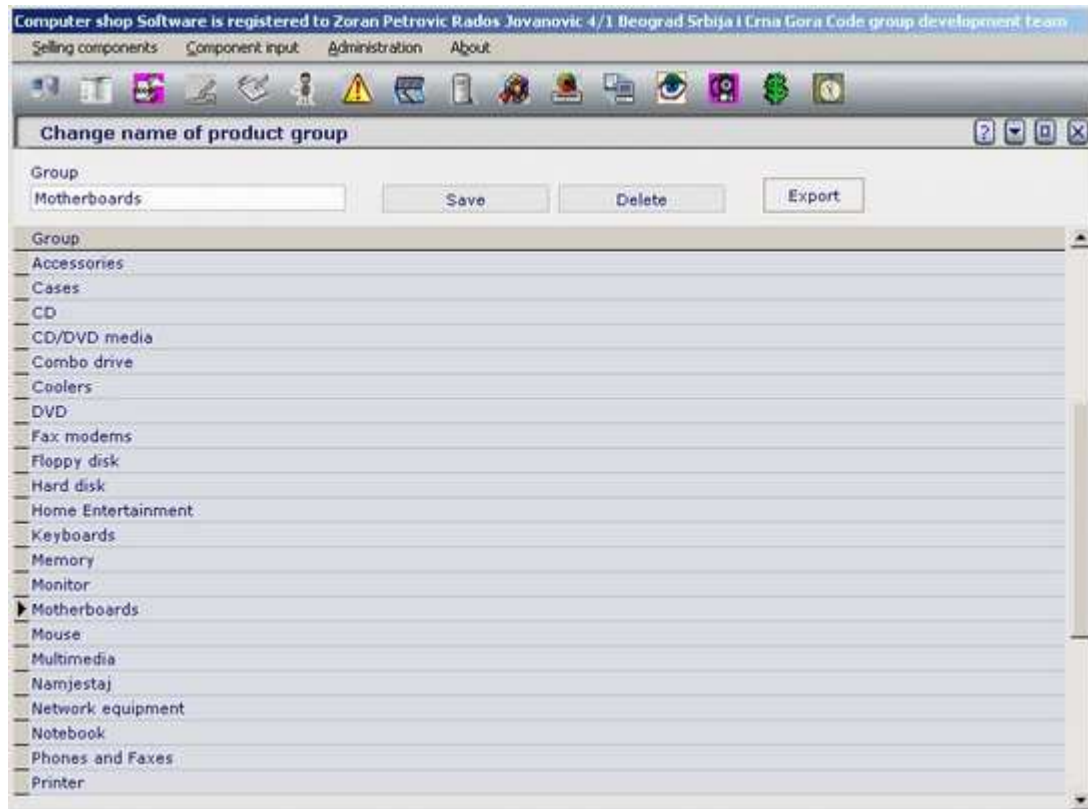 Computer shop Software is registered to Zoran Petrovic Rados Jovanovic 4/1 Beograd Srbija i Crna Gora Code group development team
Selling components Component input Administration About
Change name of product group
Group
Motherboards Save Delete Export
Group
Accessories
Cases
CD
CD/DVD media
Combo drive
Coolers
DVD
Fax modems
Floppy disk
Hard disk
Home Entertainment
Keyboards
Memory
Monitor
Motherboards
Mouse
Multimedia
Namjestaj
Network equipment
Notebook
Phones and Faxes
Printer